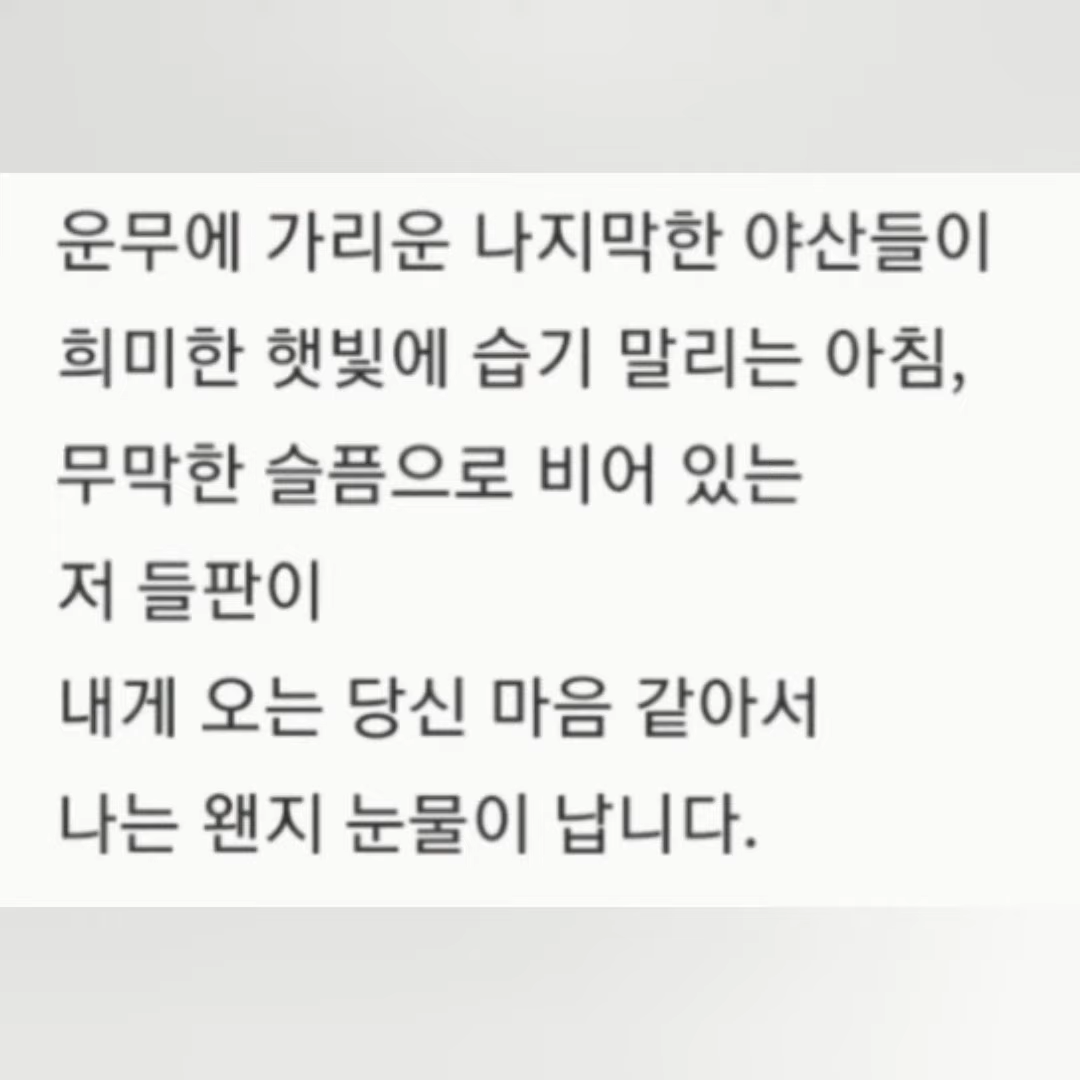 운무에 가리운 나지막한 야산들이
희미한 햇빛에 습기 말리는 아침,
무막한 슬픔으로 비어 있는
저 들판이
내게 오는 당신 마음 같아서
나는 왠지 눈물이 납니다.